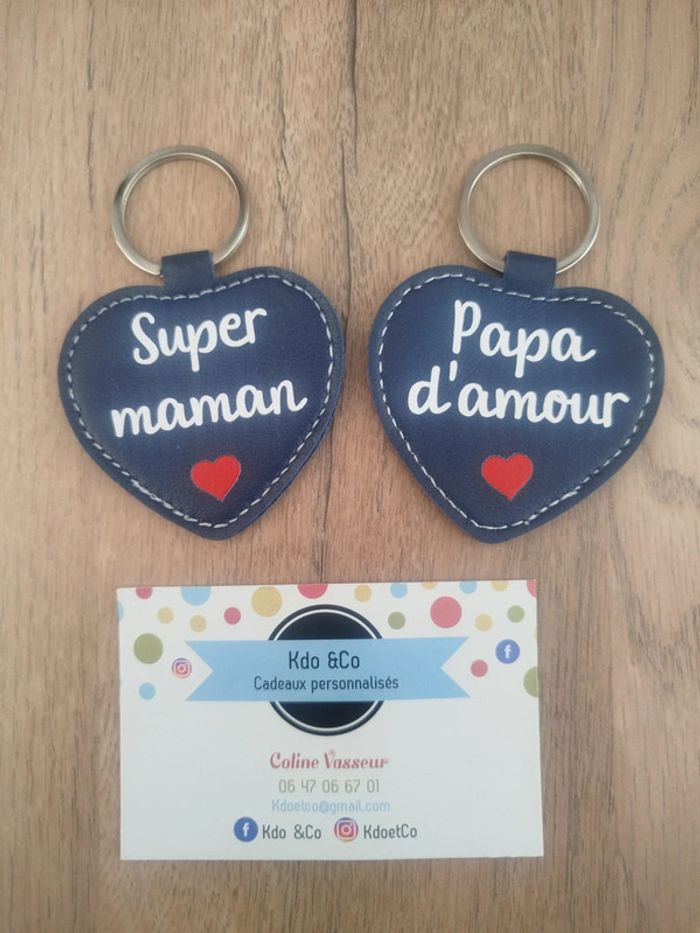 Super
maman
Papa
d'amour
Kdo &Co
Cadeaux personnalisés
Coline Vasseur
06 47 06 67 01
Kdoetco@gmail.com
Kdo &Co KdoetCo